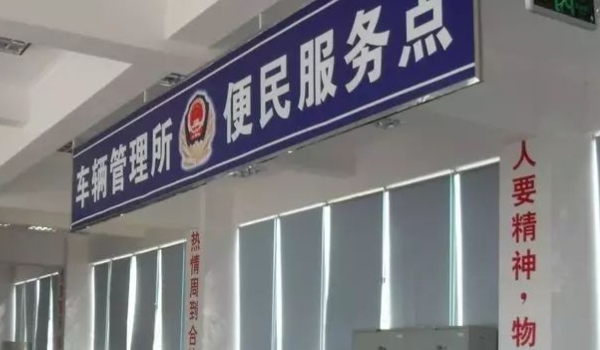 车辆管理所 便民服务点
热情周到 合
人要精神，物